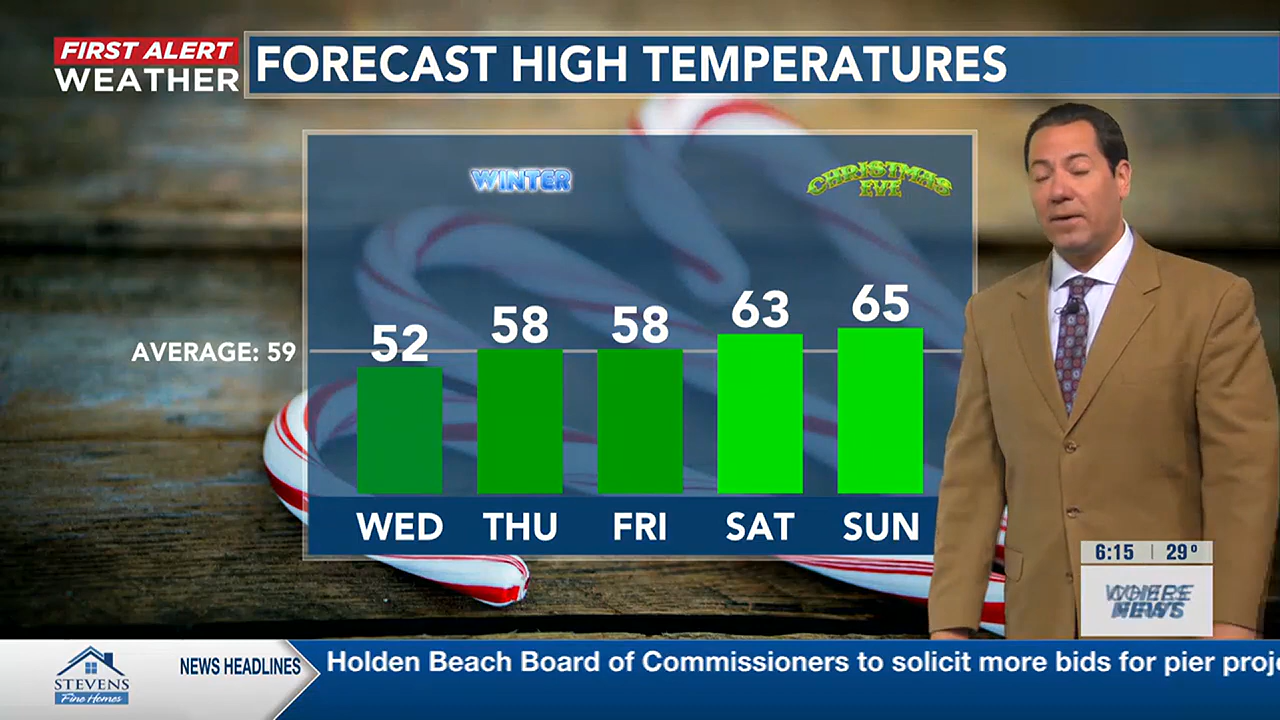 FIRST ALERT
WEATHER
FORECAST HIGH TEMPERATURES
WINTER
CHRISTMAS
EVE
AVERAGE: 59
52
58
58
63
65
WED
THU
FRI
SAT
SUN
6:15
29°
NEWS
STEVENS
Fine Homes
NEWS HEADLINES
Holden Beach Board of Commissioners to solicit more bids for pier proje